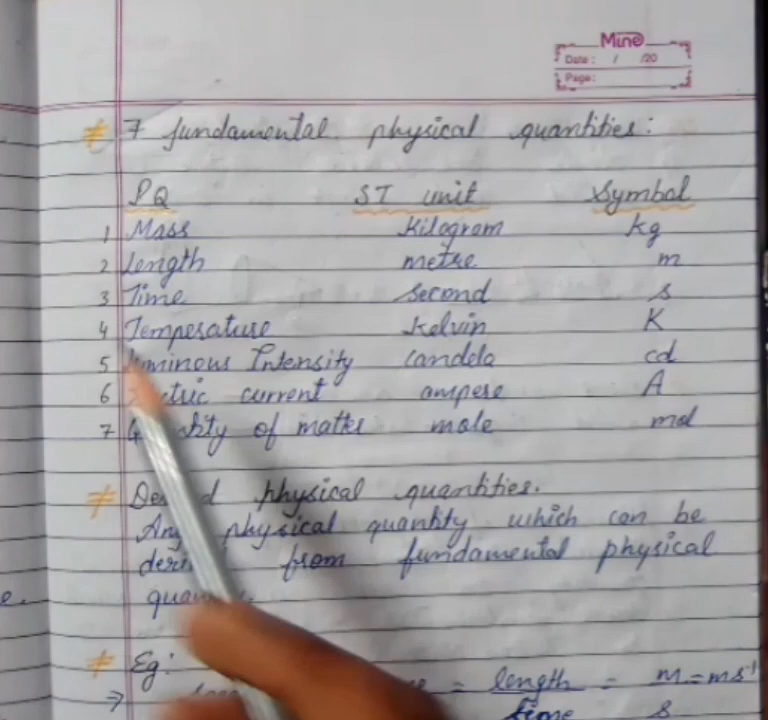 Mine
Date: / /20
Page:
7 fundamental physical quantities:
PQ SI unit Symbol
1 Mass kilogram kg
2 Length metre m
3 Time second s
4 Temperature kelvin K
5 Luminous Intensity candela cd
6 current ampere A
7 of matter mole mol
physical quantities.
Any physical quantity which can be
from fundamental physical
e.
Eg:
→ = length = m = ms⁻¹
time s